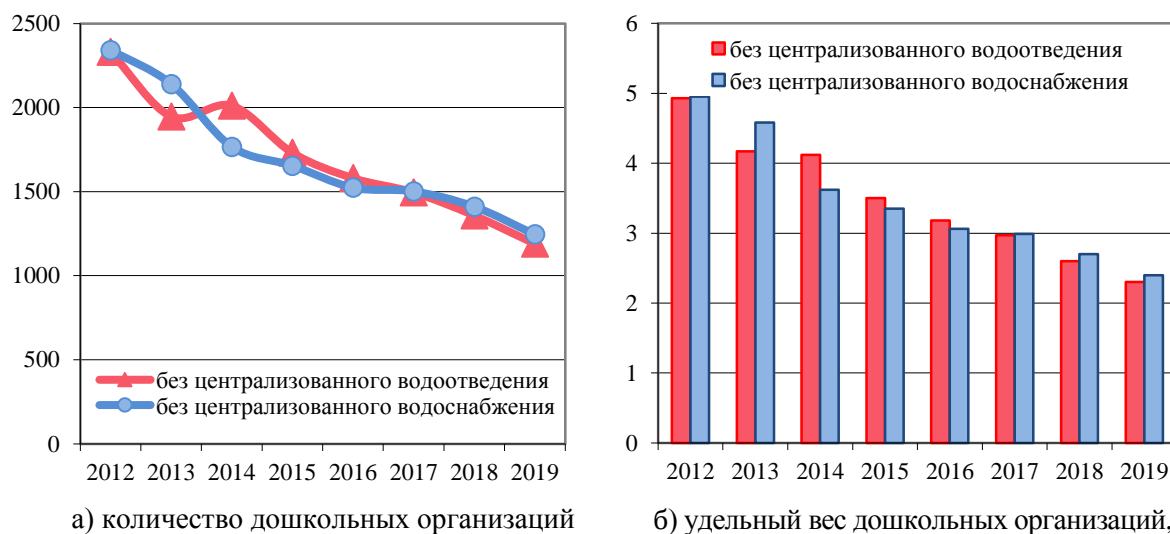 2500
2000
1500
1000
500
0
без централизованного водоотведения
без централизованного водоснабжения
2012 2013 2014 2015 2016 2017 2018 2019
а) количество дошкольных организаций
6
5
4
3
2
1
0
без централизованного водоотведения
без централизованного водоснабжения
2012 2013 2014 2015 2016 2017 2018 2019
б) удельный вес дошкольных организаций,